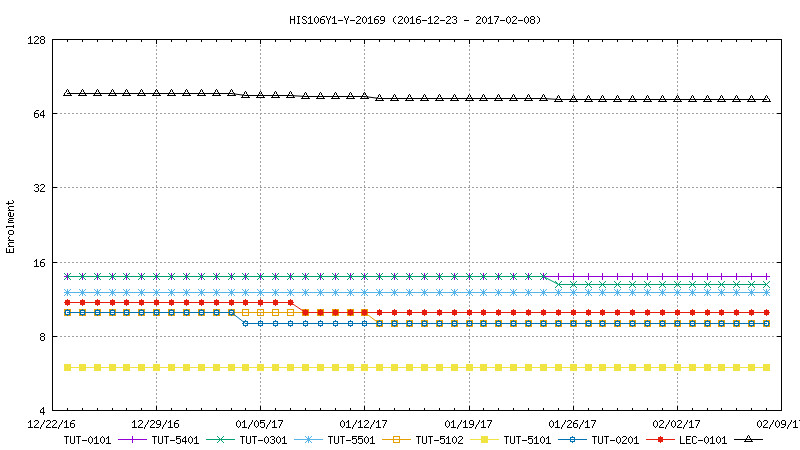 HIS106Y1-Y-20169 (2016-12-23 - 2017-02-08)
128
64
32
16
8
4
Enrolment
12/22/16 12/29/16 01/05/17 01/12/17 01/19/17 01/26/17 02/02/17 02/09/17
TUT-0101 TUT-5401 TUT-0301 TUT-5501 TUT-5102 TUT-5101 TUT-0201 LEC-0101